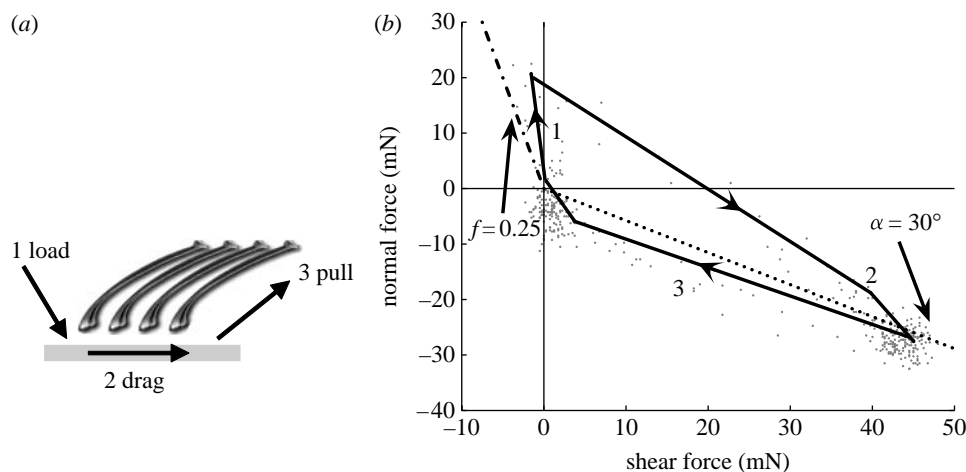 (a)
1 load
3 pull
2 drag
(b)
normal force (mN)
30
20
10
0
−10
−20
−30
−40
1
f = 0.25
α = 30°
2
3
−10 0 10 20 30 40 50
shear force (mN)